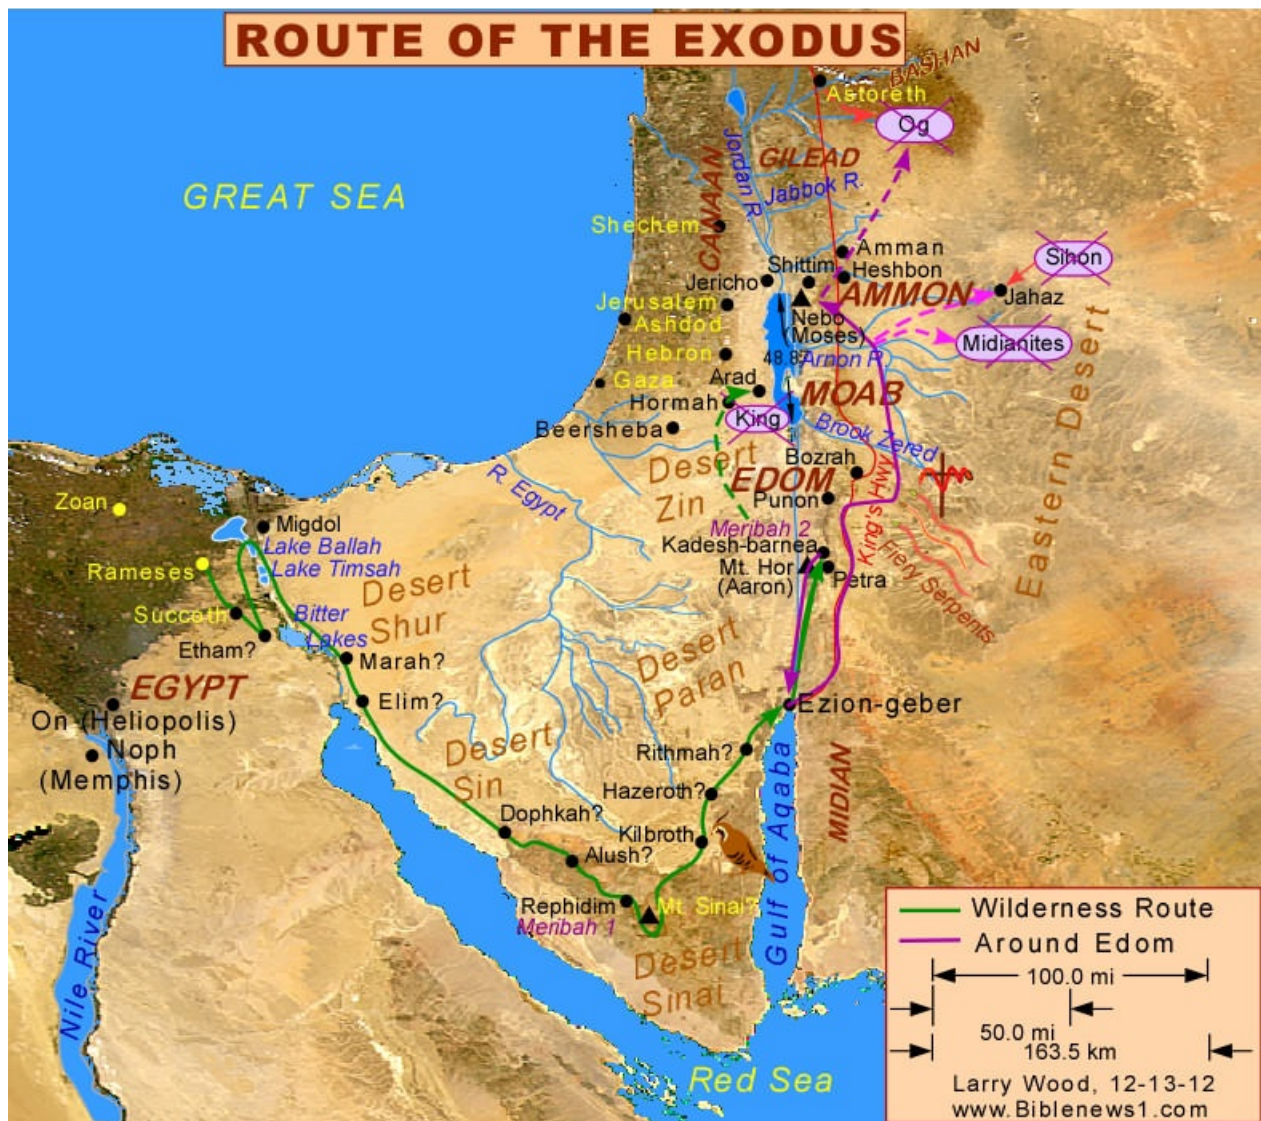 ROUTE OF THE EXODUS
BASHAN
Astoreth
Og
GREAT SEA
Jordan R.
GILEAD
Jabbok R.
CANAAN
Shechem
Amman
Shittim
Heshbon
Sihon
Jericho
AMMON
Jahaz
Jerusalem
Ashdod
Nebo
(Moses)
Midianites
Hebron
48.87
Arnon R.
Gaza
Arad
MOAB
Hormah
King
Beersheba
Brook Zered
Eastern Desert
Desert
Zin
Bozrah
EDOM
R. Egypt
Punon
King's Hwy
Zoan
Migdol
Meribah 2
Lake Ballah
Kadesh-barnea
Fiery Serpents
Rameses
Lake Timsah
Mt. Hor
(Aaron)
Petra
Desert
Shur
Succoth
Bitter
Lakes
Etham?
Marah?
Desert
Paran
EGYPT
Elim?
On (Heliopolis)
Ezion-geber
Noph
(Memphis)
Desert
Sin
Rithmah?
Gulf of Aqaba
MIDIAN
Hazeroth?
Dophkah?
Kilbroth
Alush?
Rephidim
Mt. Sinai?
Meribah 1
Desert
Sinai
Nile River
Red Sea
Wilderness Route
Around Edom
100.0 mi
50.0 mi
163.5 km
Larry Wood, 12-13-12
www.Biblenews1.com